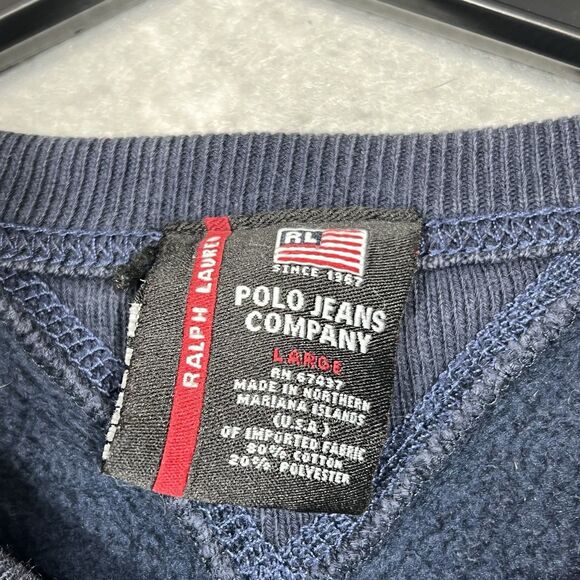 RALPH LAUREN
RL
SINCE 1967
POLO JEANS
COMPANY
LARGE
RN 67437
MADE IN NORTHERN
MARIANA ISLANDS
(U.S.A.)
OF IMPORTED FABRIC
80% COTTON
20% POLYESTER